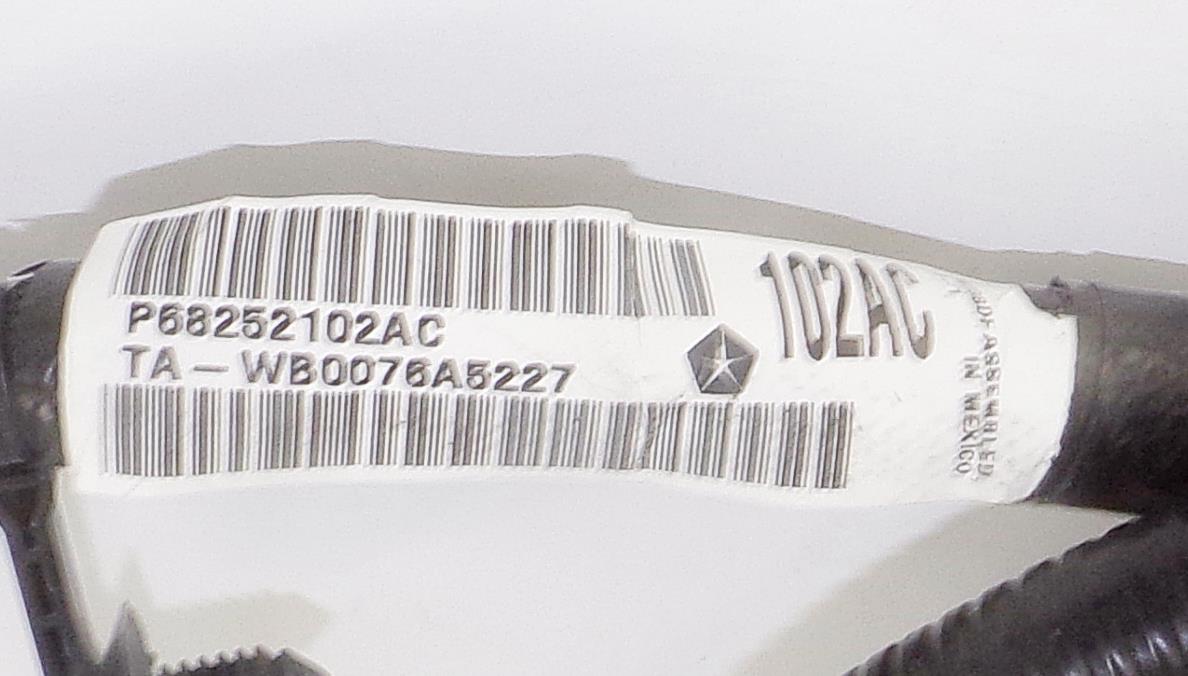 P68252102AC
TA - WB0076A5227
102AC
ASSEMBLED
IN MEXICO